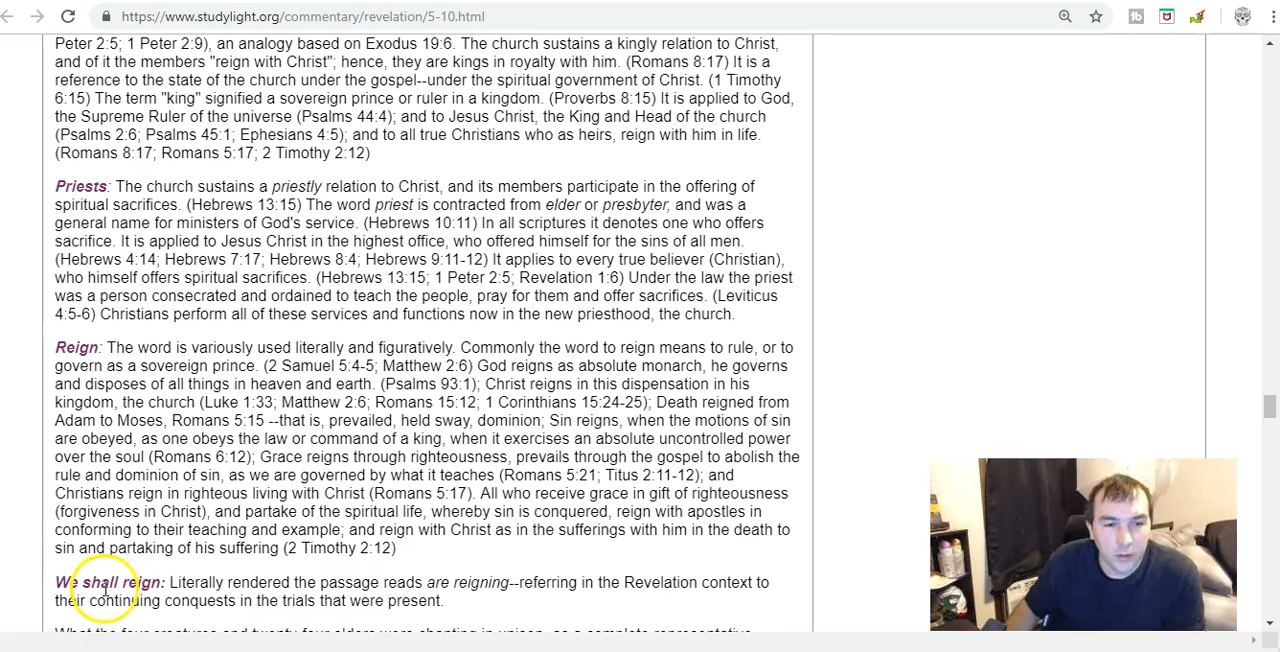 https://www.studylight.org/commentary/revelation/5-10.html
Peter 2:5; 1 Peter 2:9), an analogy based on Exodus 19:6. The church sustains a kingly relation to Christ,
and of it the members "reign with Christ"; hence, they are kings in royalty with him. (Romans 8:17) It is a
reference to the state of the church under the gospel--under the spiritual government of Christ. (1 Timothy
6:15) The term "king" signified a sovereign prince or ruler in a kingdom. (Proverbs 8:15) It is applied to God,
the Supreme Ruler of the universe (Psalms 44:4); and to Jesus Christ, the King and Head of the church
(Psalms 2:6; Psalms 45:1; Ephesians 4:5); and to all true Christians who as heirs, reign with him in life.
(Romans 8:17; Romans 5:17; 2 Timothy 2:12)
Priests: The church sustains a priestly relation to Christ, and its members participate in the offering of
spiritual sacrifices. (Hebrews 13:15) The word priest is contracted from elder or presbyter, and was a
general name for ministers of God's service. (Hebrews 10:11) In all scriptures it denotes one who offers
sacrifice. It is applied to Jesus Christ in the highest office, who offered himself for the sins of all men.
(Hebrews 4:14; Hebrews 7:17; Hebrews 8:4; Hebrews 9:11-12) It applies to every true believer (Christian),
who himself offers spiritual sacrifices. (Hebrews 13:15; 1 Peter 2:5; Revelation 1:6) Under the law the priest
was a person consecrated and ordained to teach the people, pray for them and offer sacrifices. (Leviticus
4:5-6) Christians perform all of these services and functions now in the new priesthood, the church.
Reign: The word is variously used literally and figuratively. Commonly the word to reign means to rule, or to
govern as a sovereign prince. (2 Samuel 5:4-5; Matthew 2:6) God reigns as absolute monarch, he governs
and disposes of all things in heaven and earth. (Psalms 93:1); Christ reigns in this dispensation in his
kingdom, the church (Luke 1:33; Matthew 2:6; Romans 15:12; 1 Corinthians 15:24-25); Death reigned from
Adam to Moses, Romans 5:15 --that is, prevailed, held sway, dominion; Sin reigns, when the motions of sin
are obeyed, as one obeys the law or command of a king, when it exercises an absolute uncontrolled power
over the soul (Romans 6:12); Grace reigns through righteousness, prevails through the gospel to abolish the
rule and dominion of sin, as we are governed by what it teaches (Romans 5:21; Titus 2:11-12); and
Christians reign in righteous living with Christ (Romans 5:17). All who receive grace in gift of righteousness
(forgiveness in Christ), and partake of the spiritual life, whereby sin is conquered, reign with apostles in
conforming to their teaching and example; and reign with Christ as in the sufferings with him in the death to
sin and partaking of his suffering (2 Timothy 2:12)
We shall reign: Literally rendered the passage reads are reigning--referring in the Revelation context to
their continuing conquests in the trials that were present.